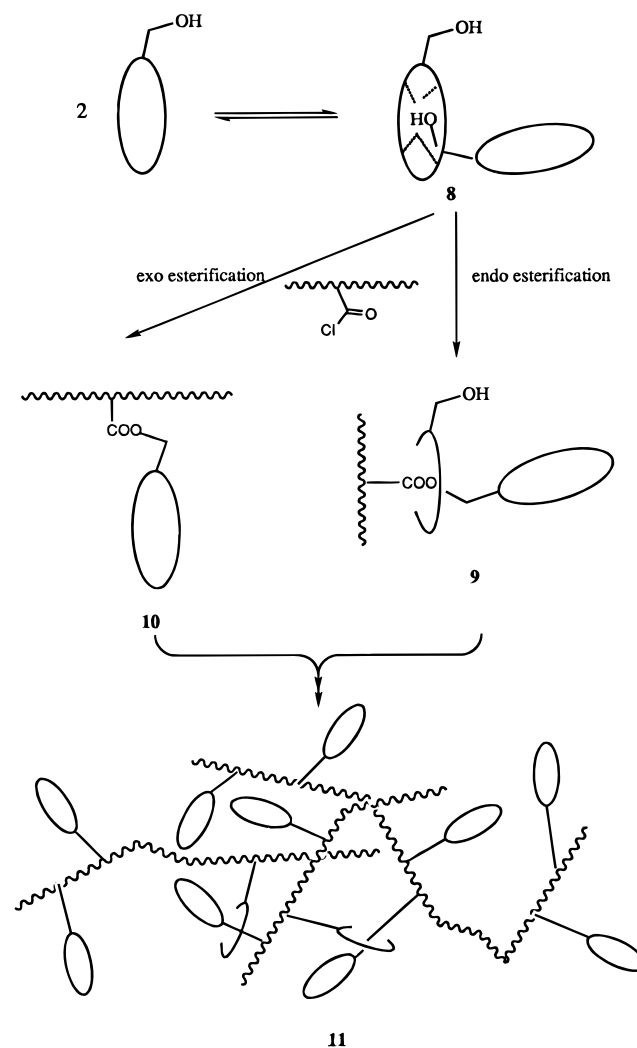 OH
OH
2
HO
8
exo esterification
endo esterification
O
Cl
OH
COO
COO
9
10
11